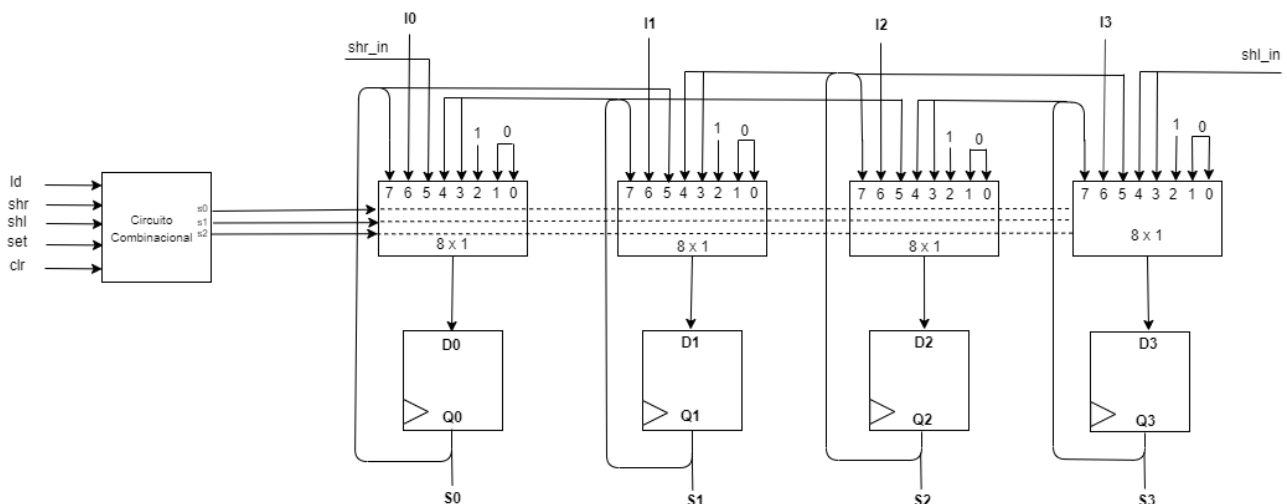 I0 I1 I2 I3
shr_in shl_in
1 0 1 0 1 0 1 0
7 6 5 4 3 2 1 0 7 6 5 4 3 2 1 0 7 6 5 4 3 2 1 0 7 6 5 4 3 2 1 0
ld
shr
shl
set
clr
Circuito
Combinacional
s0
s1
s2
8 x 1 8 x 1 8 x 1 8 x 1
D0 D1 D2 D3
Q0 Q1 Q2 Q3
S0 S1 S2 S3